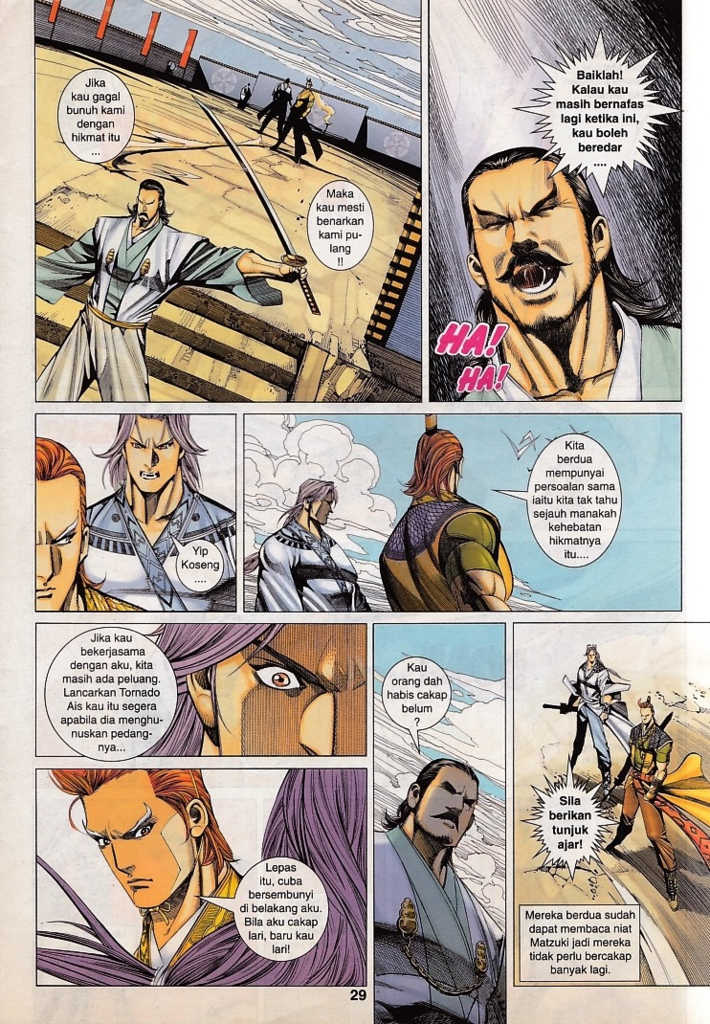 Jika
kau gagal
bunuh kami
dengan
hikmat itu
...
Maka
kau mesti
benarkan
kami pu-
lang
!!
Baiklah!
Kalau kau
masih bernafas
lagi ketika ini,
kau boleh
beredar
....
HA!
HA!
Yip
Koseng
....
Kita
berdua
mempunyai
persoalan sama
iaitu kita tak tahu
sejauh manakah
kehebatan
hikmatnya
itu....
Jika kau
bekerjasama
dengan aku, kita
masih ada peluang.
Lancarkan Tornado
Ais kau itu segera
apabila dia menghu-
nuskan pedang-
nya...
Lepas
itu, cuba
bersembunyi
di belakang aku.
Bila aku cakap
lari, baru kau
lari!
Kau
orang dah
habis cakap
belum
?
Sila
berikan
tunjuk
ajar!
Mereka berdua sudah
dapat membaca niat
Matzuki jadi mereka
tidak perlu bercakap
banyak lagi.
29